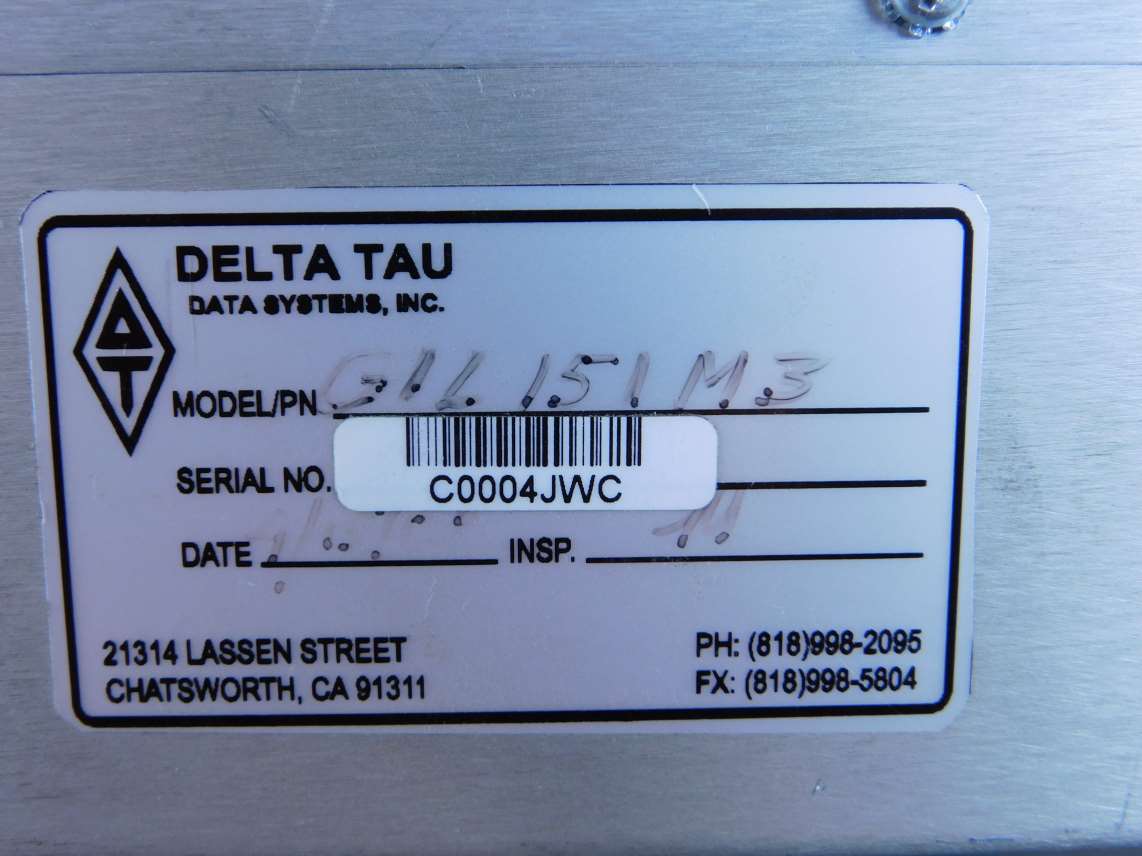 DELTA TAU
DATA SYSTEMS, INC.
MODEL/PN G1L151M3
C0004JWC
SERIAL NO.
DATE INSP.
21314 LASSEN STREET PH: (818)998-2095
CHATSWORTH, CA 91311 FX: (818)998-5804